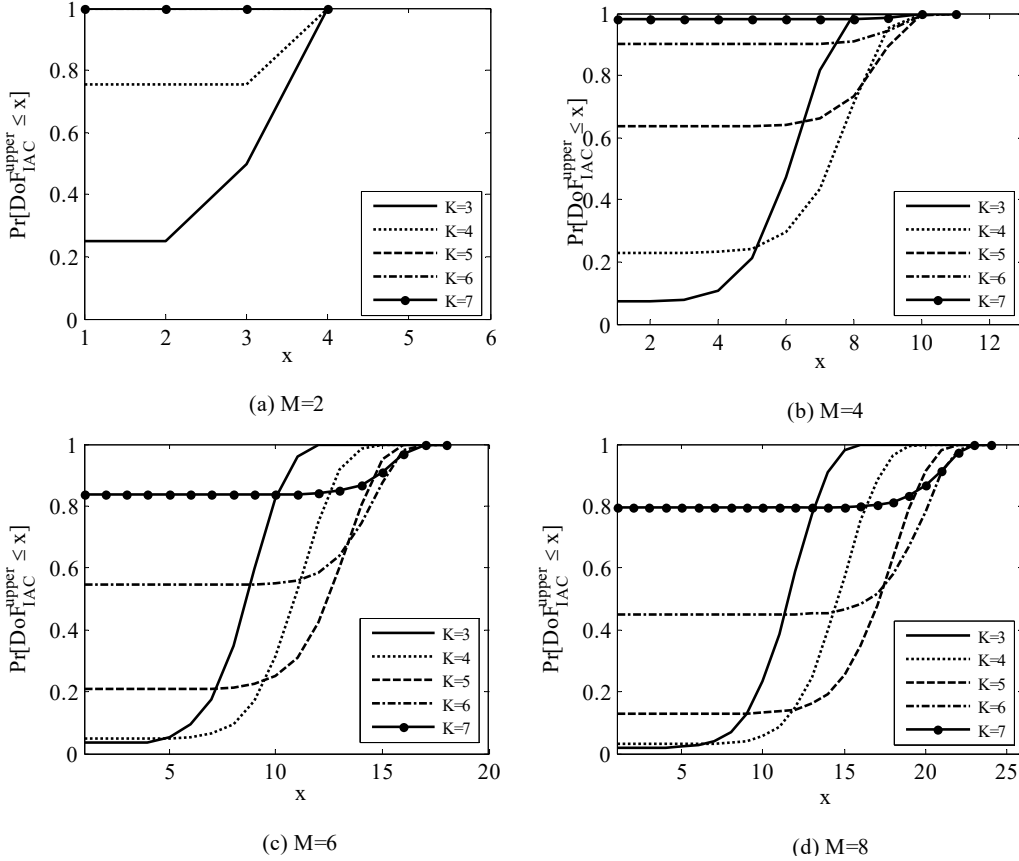 Pr[DoF_IAC^upper ≤ x]
1
0.8
0.6
0.4
0.2
0
1 2 3 4 5 6
x
K=3
K=4
K=5
K=6
K=7
(a) M=2
Pr[DoF_IAC^upper ≤ x]
1
0.8
0.6
0.4
0.2
0
2 4 6 8 10 12
x
K=3
K=4
K=5
K=6
K=7
(b) M=4
Pr[DoF_IAC^upper ≤ x]
1
0.8
0.6
0.4
0.2
0
5 10 15 20
x
K=3
K=4
K=5
K=6
K=7
(c) M=6
Pr[DoF_IAC^upper ≤ x]
1
0.8
0.6
0.4
0.2
0
5 10 15 20 25
x
K=3
K=4
K=5
K=6
K=7
(d) M=8